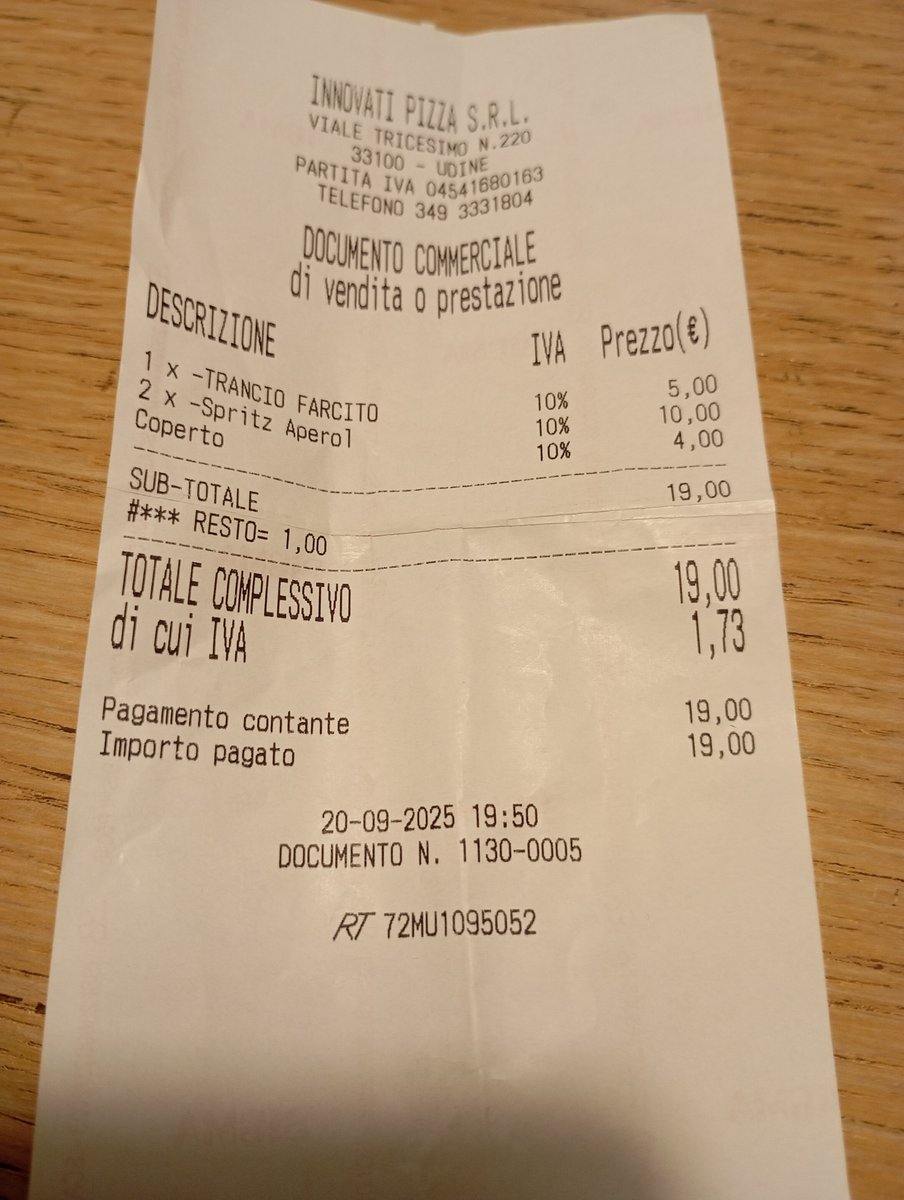 INNOVATI PIZZA S.R.L.
VIALE TRICESIMO N.220
33100 - UDINE
PARTITA IVA 04541680163
TELEFONO 349 3331804
DOCUMENTO COMMERCIALE
di vendita o prestazione
DESCRIZIONE IVA Prezzo(€)
1 x -TRANCIO FARCITO 10% 5,00
2 x -Spritz Aperol 10% 10,00
Coperto 10% 4,00
SUB-TOTALE 19,00
#*** RESTO= 1,00
TOTALE COMPLESSIVO 19,00
di cui IVA 1,73
Pagamento contante 19,00
Importo pagato 19,00
20-09-2025 19:50
DOCUMENTO N. 1130-0005
RT 72MU1095052